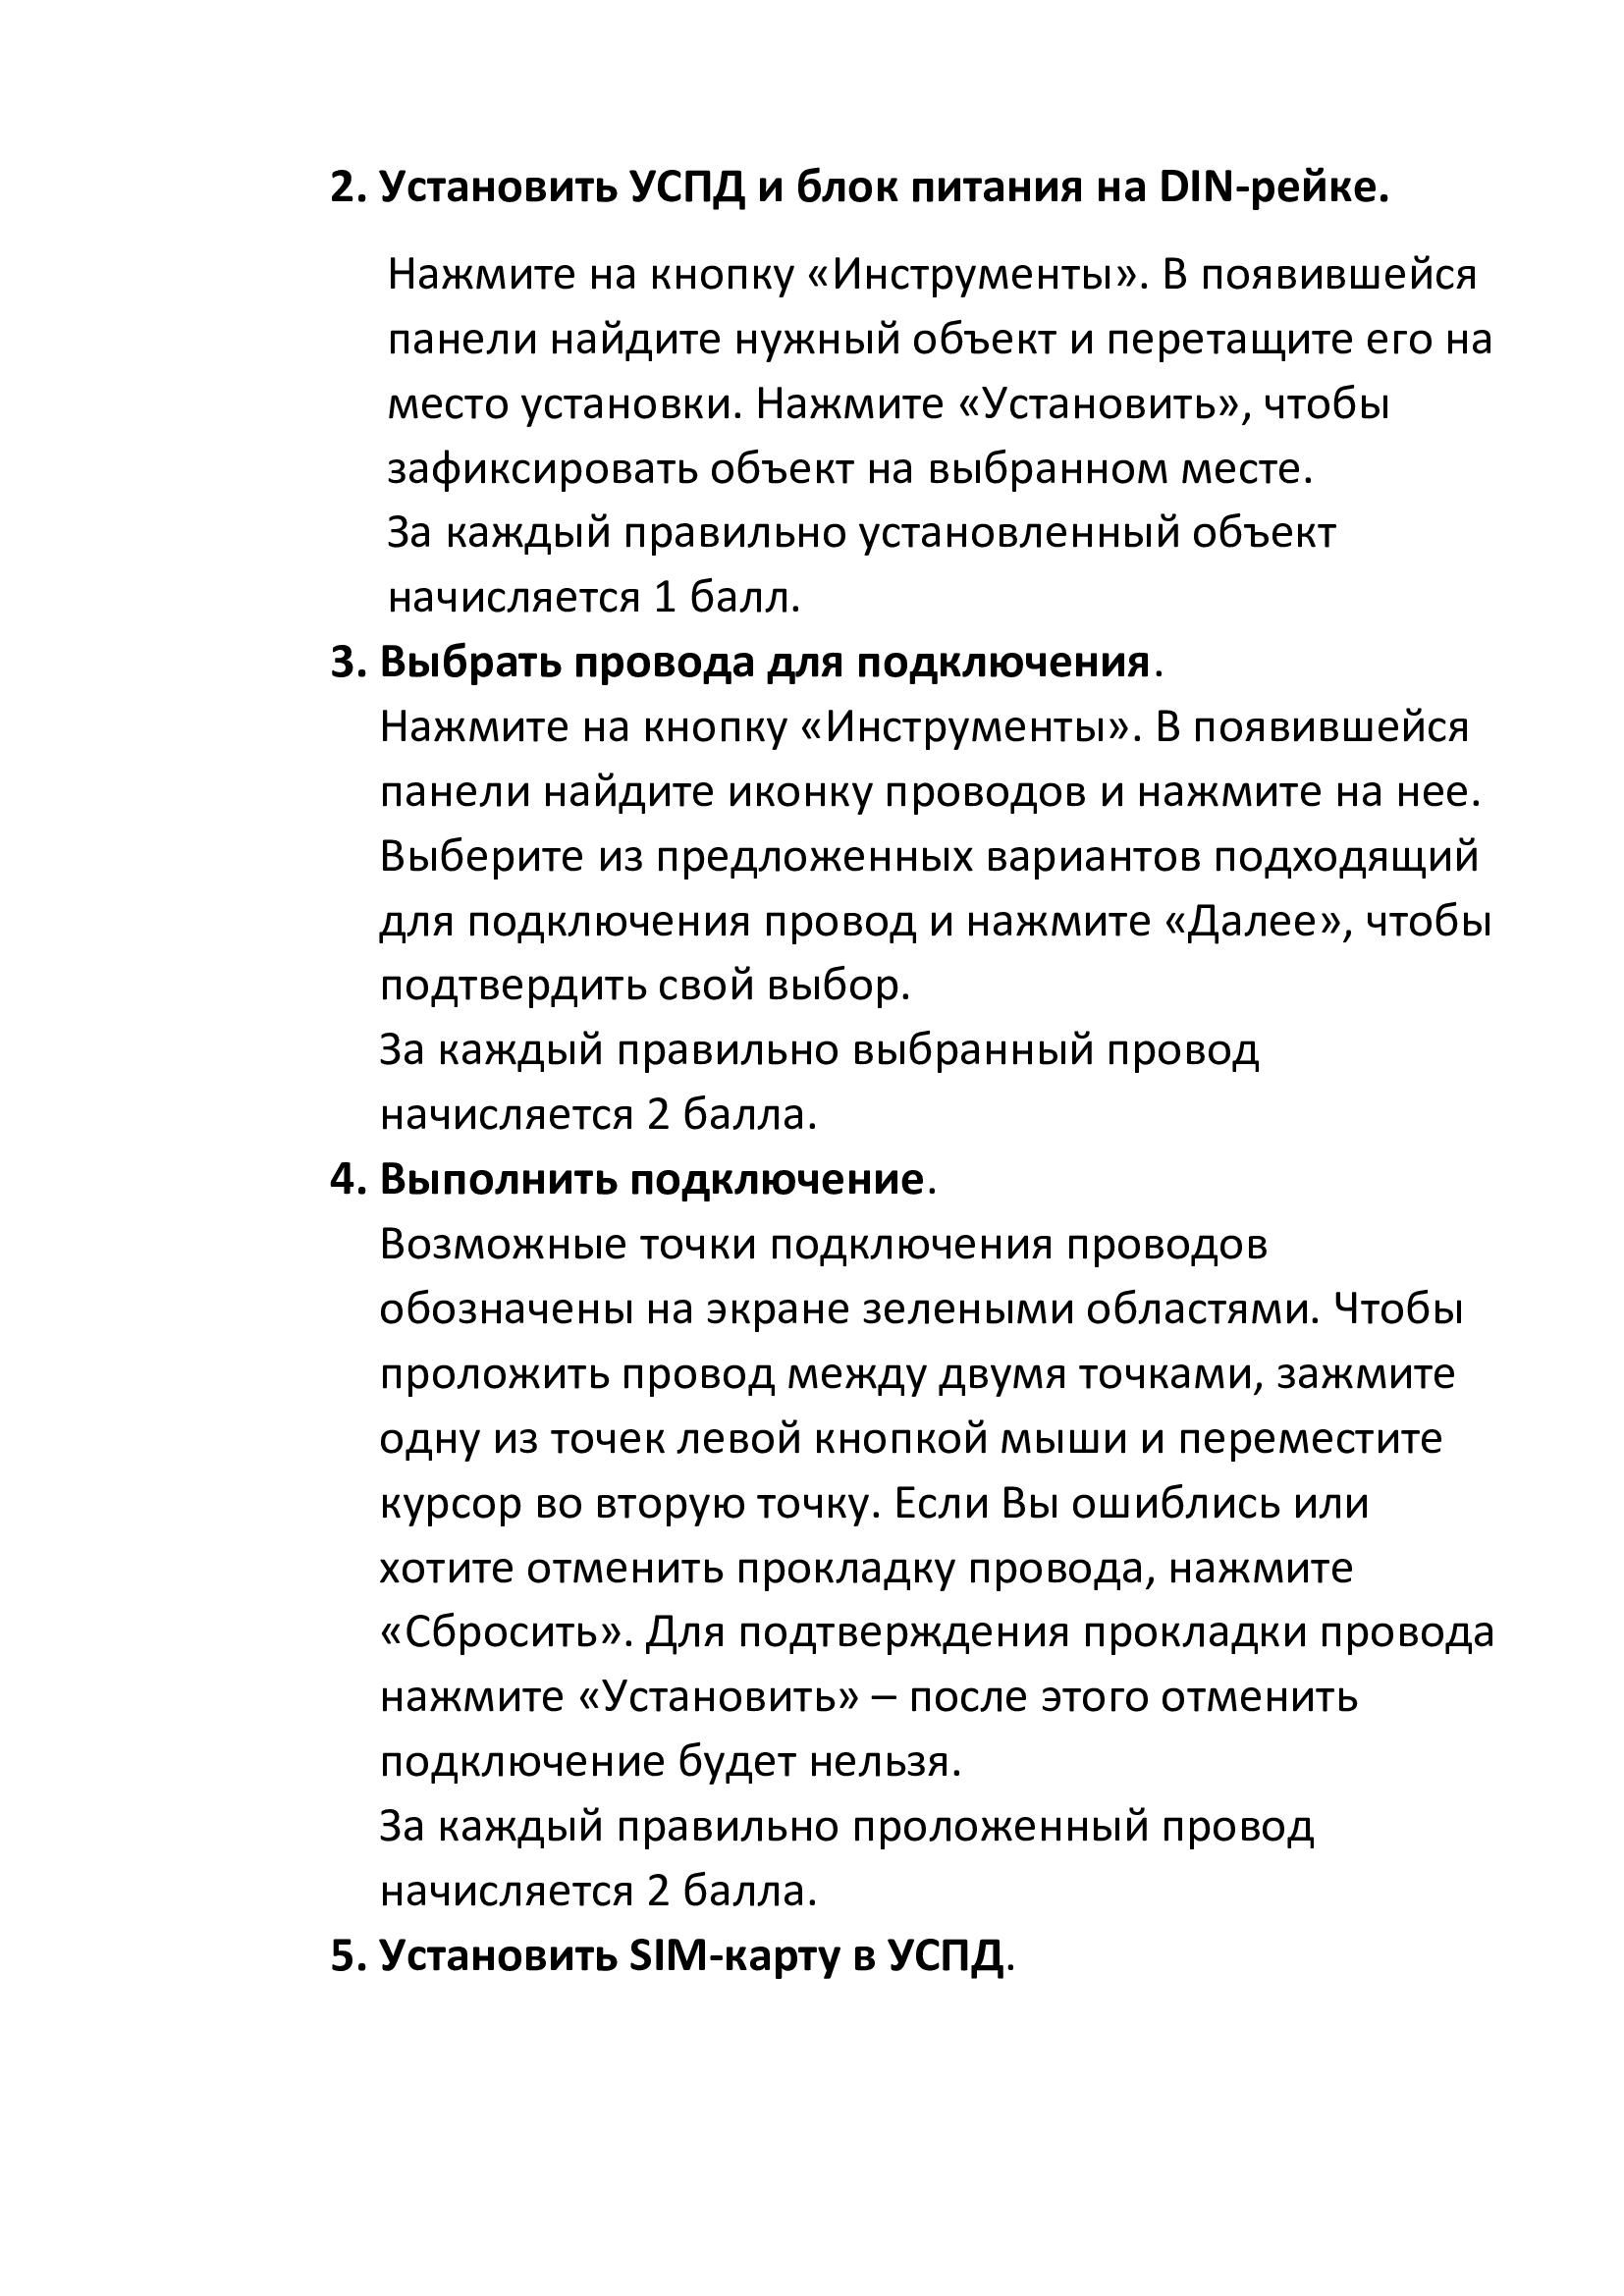 2. Установить УСПД и блок питания на DIN-рейке.
Нажмите на кнопку «Инструменты». В появившейся
панели найдите нужный объект и перетащите его на
место установки. Нажмите «Установить», чтобы
зафиксировать объект на выбранном месте.
За каждый правильно установленный объект
начисляется 1 балл.
3. Выбрать провода для подключения.
Нажмите на кнопку «Инструменты». В появившейся
панели найдите иконку проводов и нажмите на нее.
Выберите из предложенных вариантов подходящий
для подключения провод и нажмите «Далее», чтобы
подтвердить свой выбор.
За каждый правильно выбранный провод
начисляется 2 балла.
4. Выполнить подключение.
Возможные точки подключения проводов
обозначены на экране зелеными областями. Чтобы
проложить провод между двумя точками, зажмите
одну из точек левой кнопкой мыши и переместите
курсор во вторую точку. Если Вы ошиблись или
хотите отменить прокладку провода, нажмите
«Сбросить». Для подтверждения прокладки провода
нажмите «Установить» – после этого отменить
подключение будет нельзя.
За каждый правильно проложенный провод
начисляется 2 балла.
5. Установить SIM-карту в УСПД.